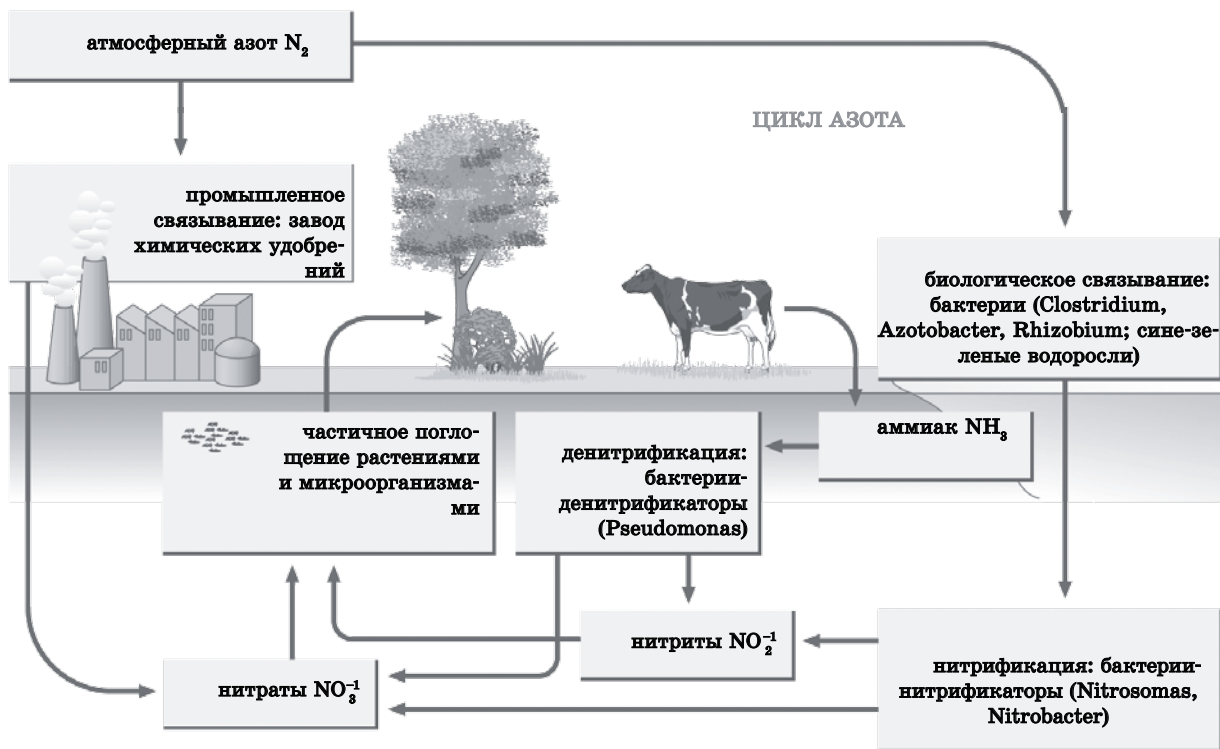 атмосферный азот N₂
ЦИКЛ АЗОТА
промышленное
связывание: завод
химических удобре-
ний
биологическое связывание:
бактерии (Clostridium,
Azotobacter, Rhizobium; сине-зе-
леные водоросли)
частичное погло-
щение растениями
и микроорганизма-
ми
денитрификация:
бактерии-
денитрификаторы
(Pseudomonas)
аммиак NH₃
нитриты NO₂⁻¹
нитраты NO₃⁻¹
нитрификация: бактерии-
нитрификаторы (Nitrosomas,
Nitrobacter)